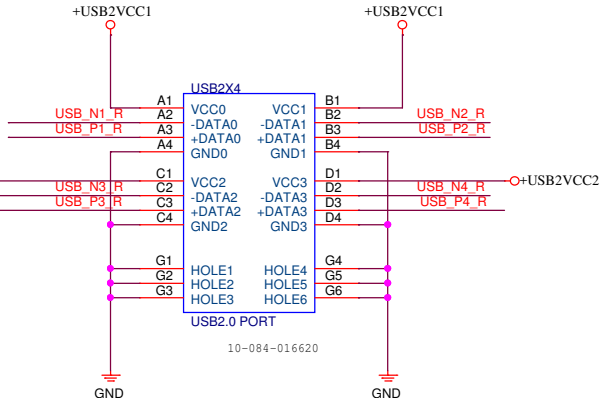 +USB2VCC1 +USB2VCC1
USB2X4
A1 VCC0 VCC1 B1
USB_N1_R A2 -DATA0 -DATA1 B2 USB_N2_R
USB_P1_R A3 +DATA0 +DATA1 B3 USB_P2_R
A4 GND0 GND1 B4
C1 VCC2 VCC3 D1 +USB2VCC2
USB_N3_R C2 -DATA2 -DATA3 D2 USB_N4_R
USB_P3_R C3 +DATA2 +DATA3 D3 USB_P4_R
C4 GND2 GND3 D4
G1 HOLE1 HOLE4 G4
G2 HOLE2 HOLE5 G5
G3 HOLE3 HOLE6 G6
USB2.0 PORT
10-084-016620
GND GND